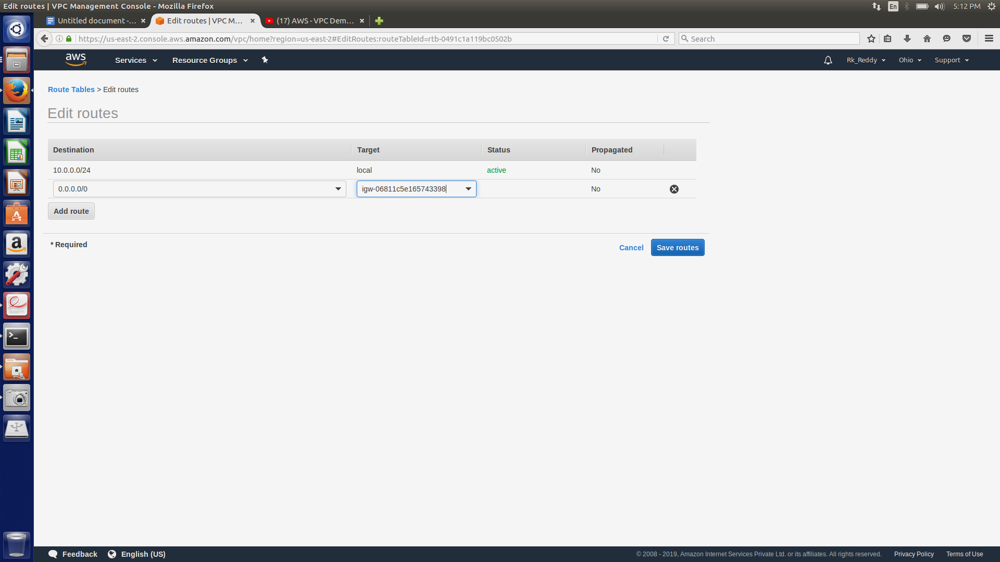 Edit routes | VPC Management Console - Mozilla Firefox
En
5:12 PM
Untitled document -...
Edit routes | VPC M...
(17) AWS - VPC Dem...
https://us-east-2.console.aws.amazon.com/vpc/home?region=us-east-2#EditRoutes:routeTableId=rtb-0491c1a119bc0502b
Search
aws
Services
Resource Groups
Rk_Reddy
Ohio
Support
Route Tables > Edit routes
Edit routes
Destination Target Status Propagated
10.0.0.0/24 local active No
0.0.0.0/0 igw-06811c5e165743398 No
Add route
* Required
Cancel
Save routes
Feedback
English (US)
© 2008 - 2019, Amazon Internet Services Private Ltd. or its affiliates. All rights reserved.
Privacy Policy
Terms of Use